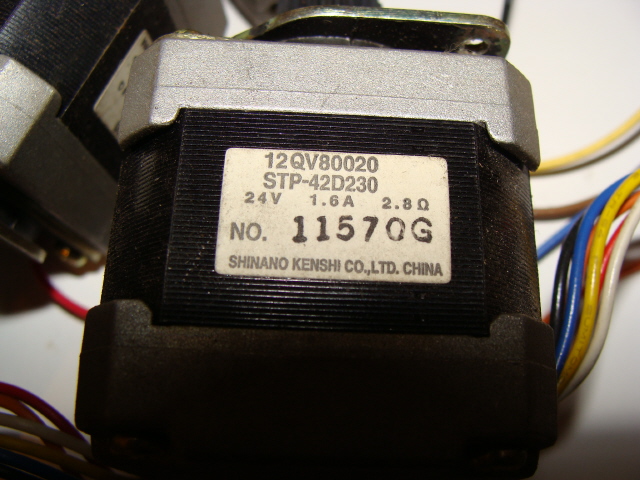 12QV80020
STP-42D230
24V 1.6A 2.8Ω
NO. 11570G
SHINANO KENSHI CO.,LTD. CHINA